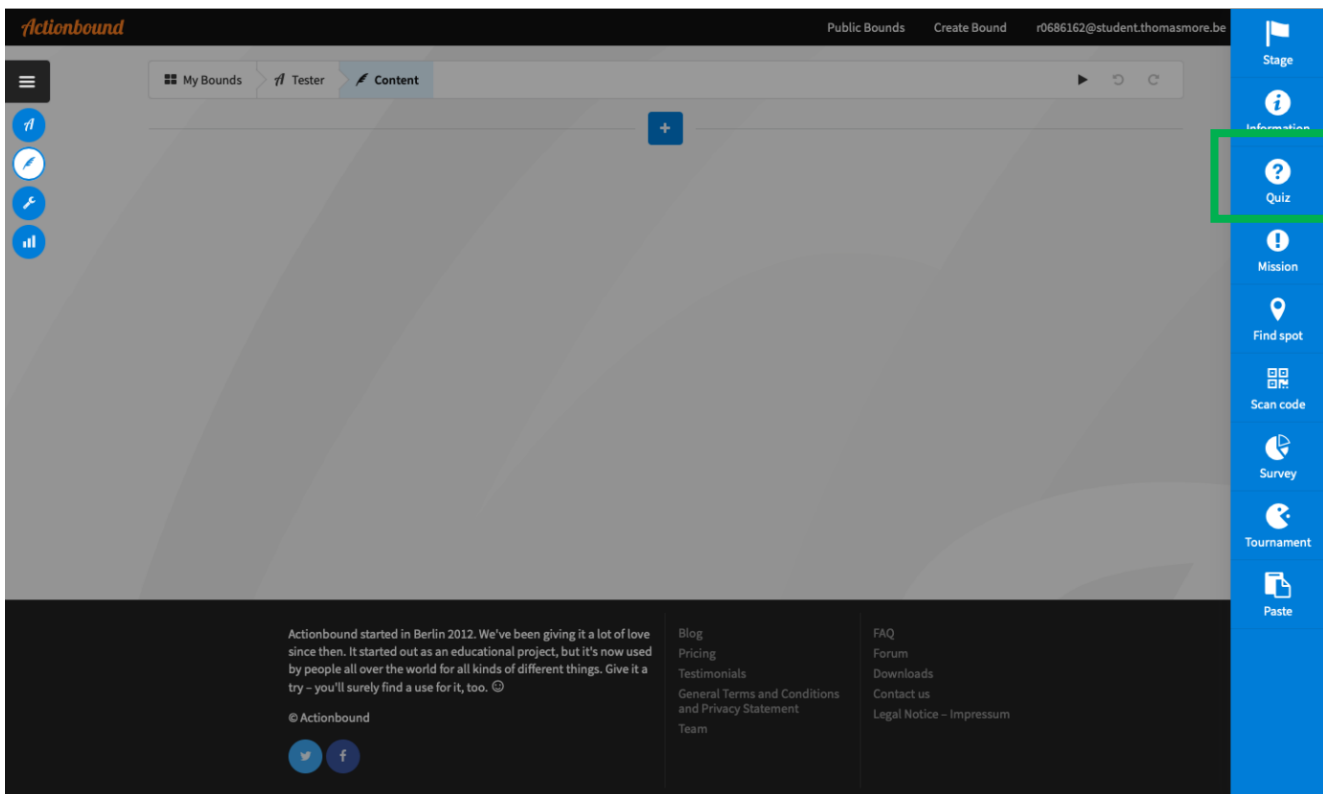 Actionbound
Public Bounds
Create Bound
r0686162@student.thomasmore.be
My Bounds
Tester
Content
Stage
Information
Quiz
Mission
Find spot
Scan code
Survey
Tournament
Paste
Actionbound started in Berlin 2012. We've been giving it a lot of love
since then. It started out as an educational project, but it's now used
by people all over the world for all kinds of different things. Give it a
try – you'll surely find a use for it, too.
© Actionbound
Blog
Pricing
Testimonials
General Terms and Conditions
and Privacy Statement
Team
FAQ
Forum
Downloads
Contact us
Legal Notice – Impressum